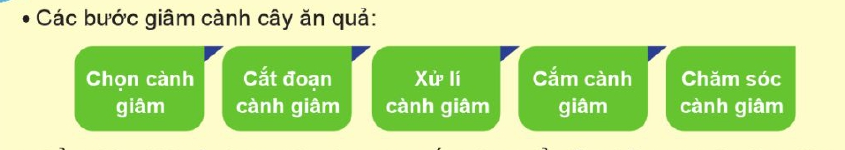 • Các bước giâm cành cây ăn quả:
Chọn cành
giâm
Cắt đoạn
cành giâm
Xử lí
cành giâm
Cắm cành
giâm
Chăm sóc
cành giâm